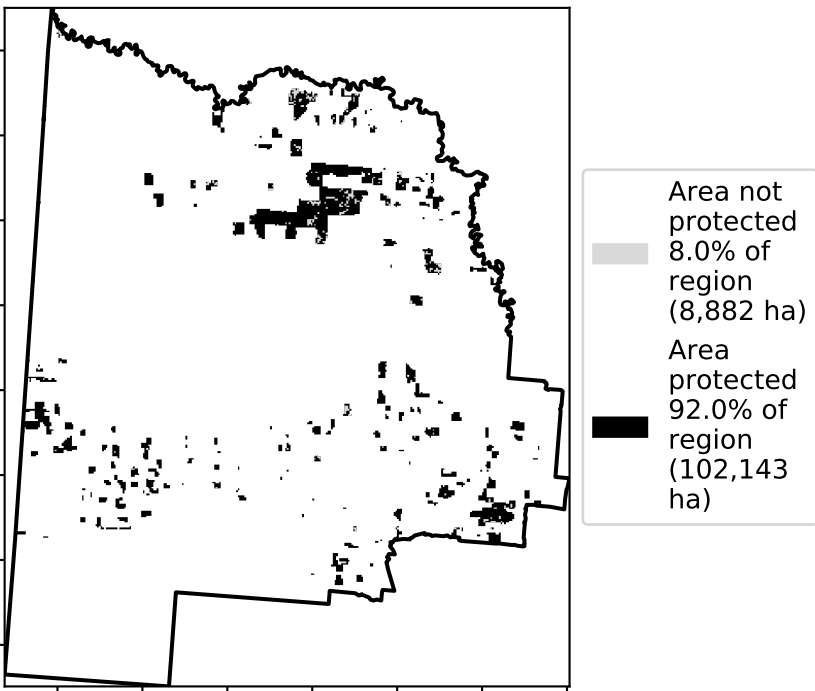 Area not
protected
8.0% of
region
(8,882 ha)
Area
protected
92.0% of
region
(102,143
ha)